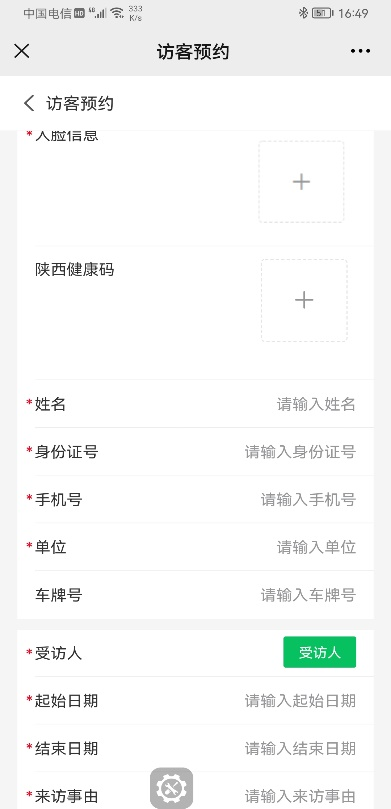 中国电信 HD 46 333 K/s 50 16:49
访客预约
访客预约
*人脸信息
陕西健康码
*姓名 请输入姓名
*身份证号 请输入身份证号
*手机号 请输入手机号
*单位 请输入单位
车牌号 请输入车牌号
*受访人 受访人
*起始日期 请输入起始日期
*结束日期 请输入结束日期
*来访事由 请输入来访事由